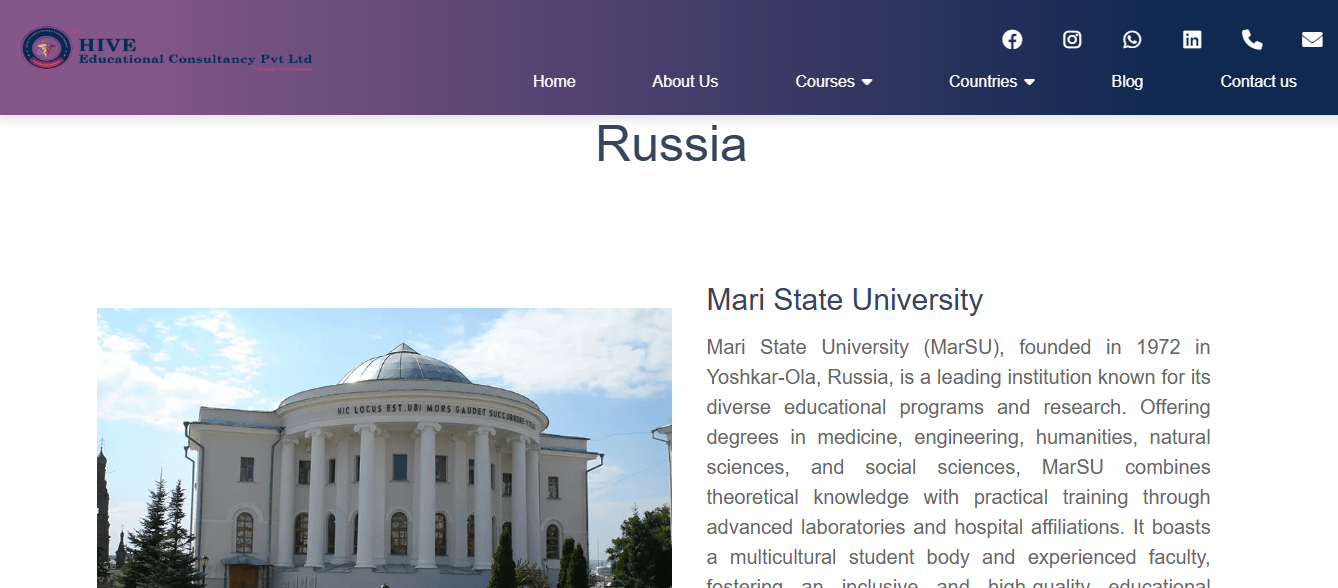 HIVE
Educational Consultancy Pvt Ltd
Home About Us Courses Countries Blog Contact us
Russia
HIC LOCUS EST.UBI MORS GAUDET SUCCURRERE
Mari State University
Mari State University (MarSU), founded in 1972 in
Yoshkar-Ola, Russia, is a leading institution known for its
diverse educational programs and research. Offering
degrees in medicine, engineering, humanities, natural
sciences, and social sciences, MarSU combines
theoretical knowledge with practical training through
advanced laboratories and hospital affiliations. It boasts
a multicultural student body and experienced faculty,
fostering an inclusive and high-quality educational